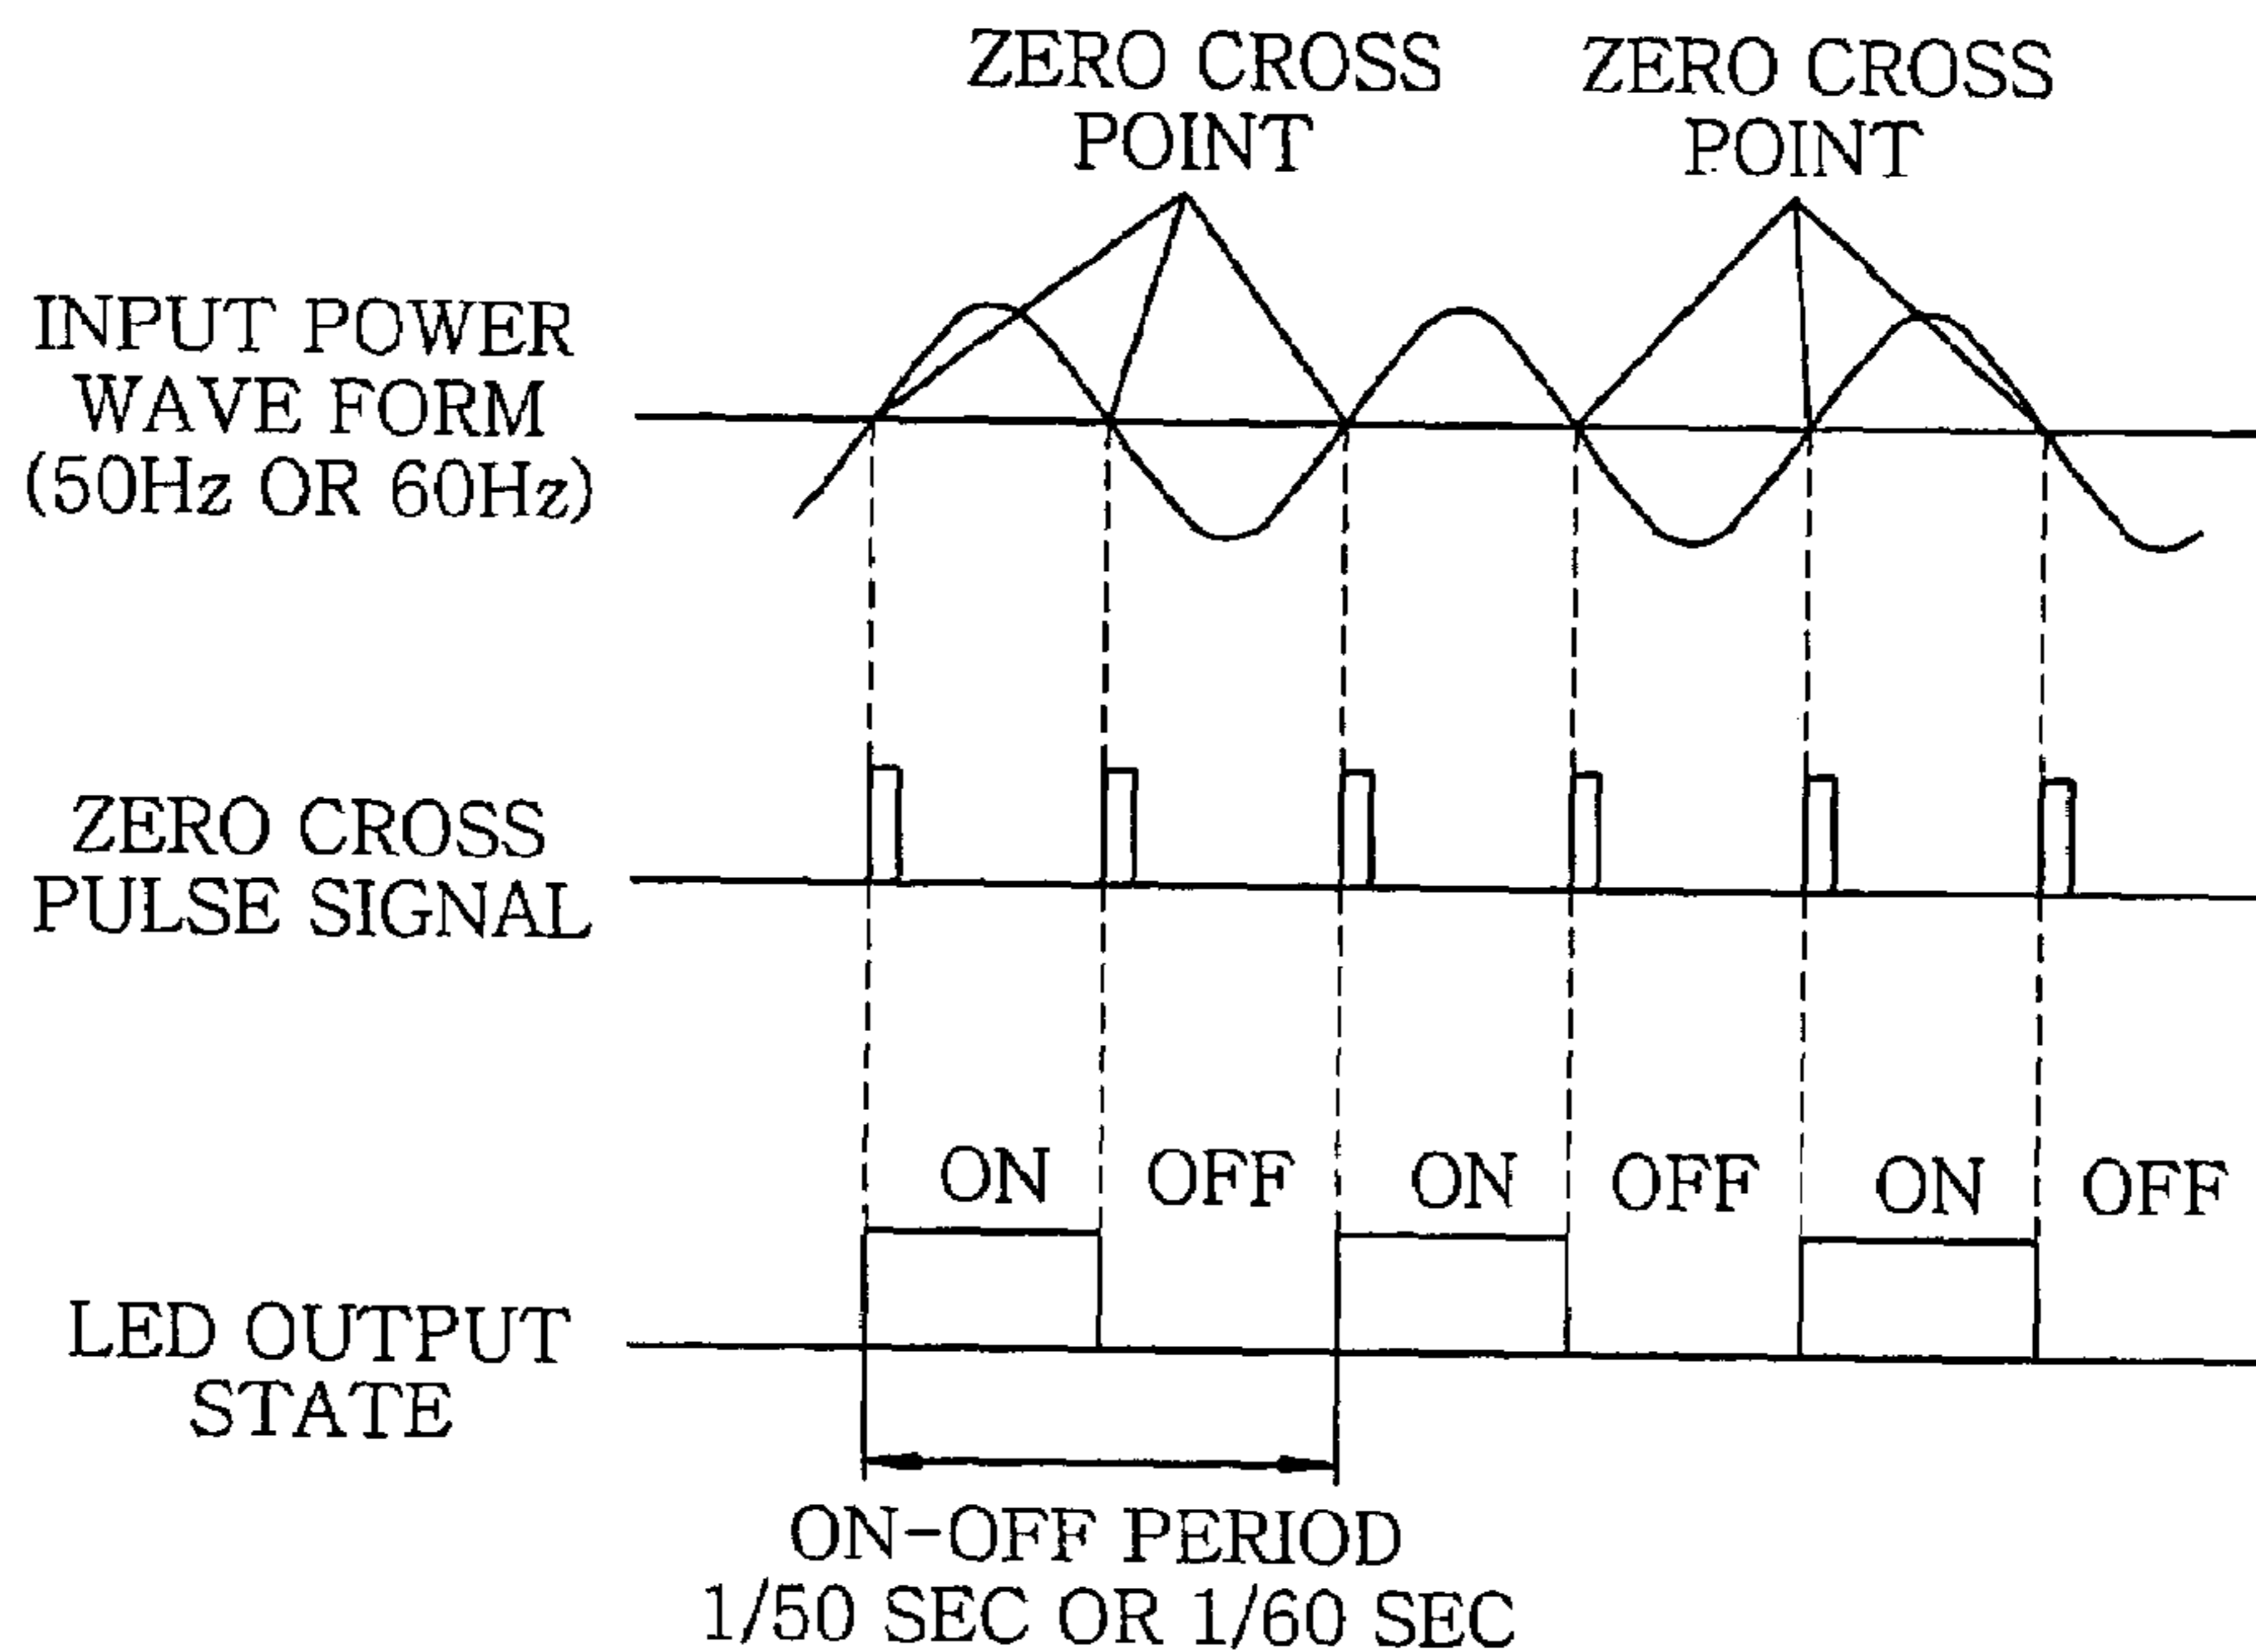 ZERO CROSS
POINT
ZERO CROSS
POINT
INPUT POWER
WAVE FORM
(50Hz OR 60Hz)
ZERO CROSS
PULSE SIGNAL
ON OFF ON OFF ON OFF
LED OUTPUT
STATE
ON-OFF PERIOD
1/50 SEC OR 1/60 SEC